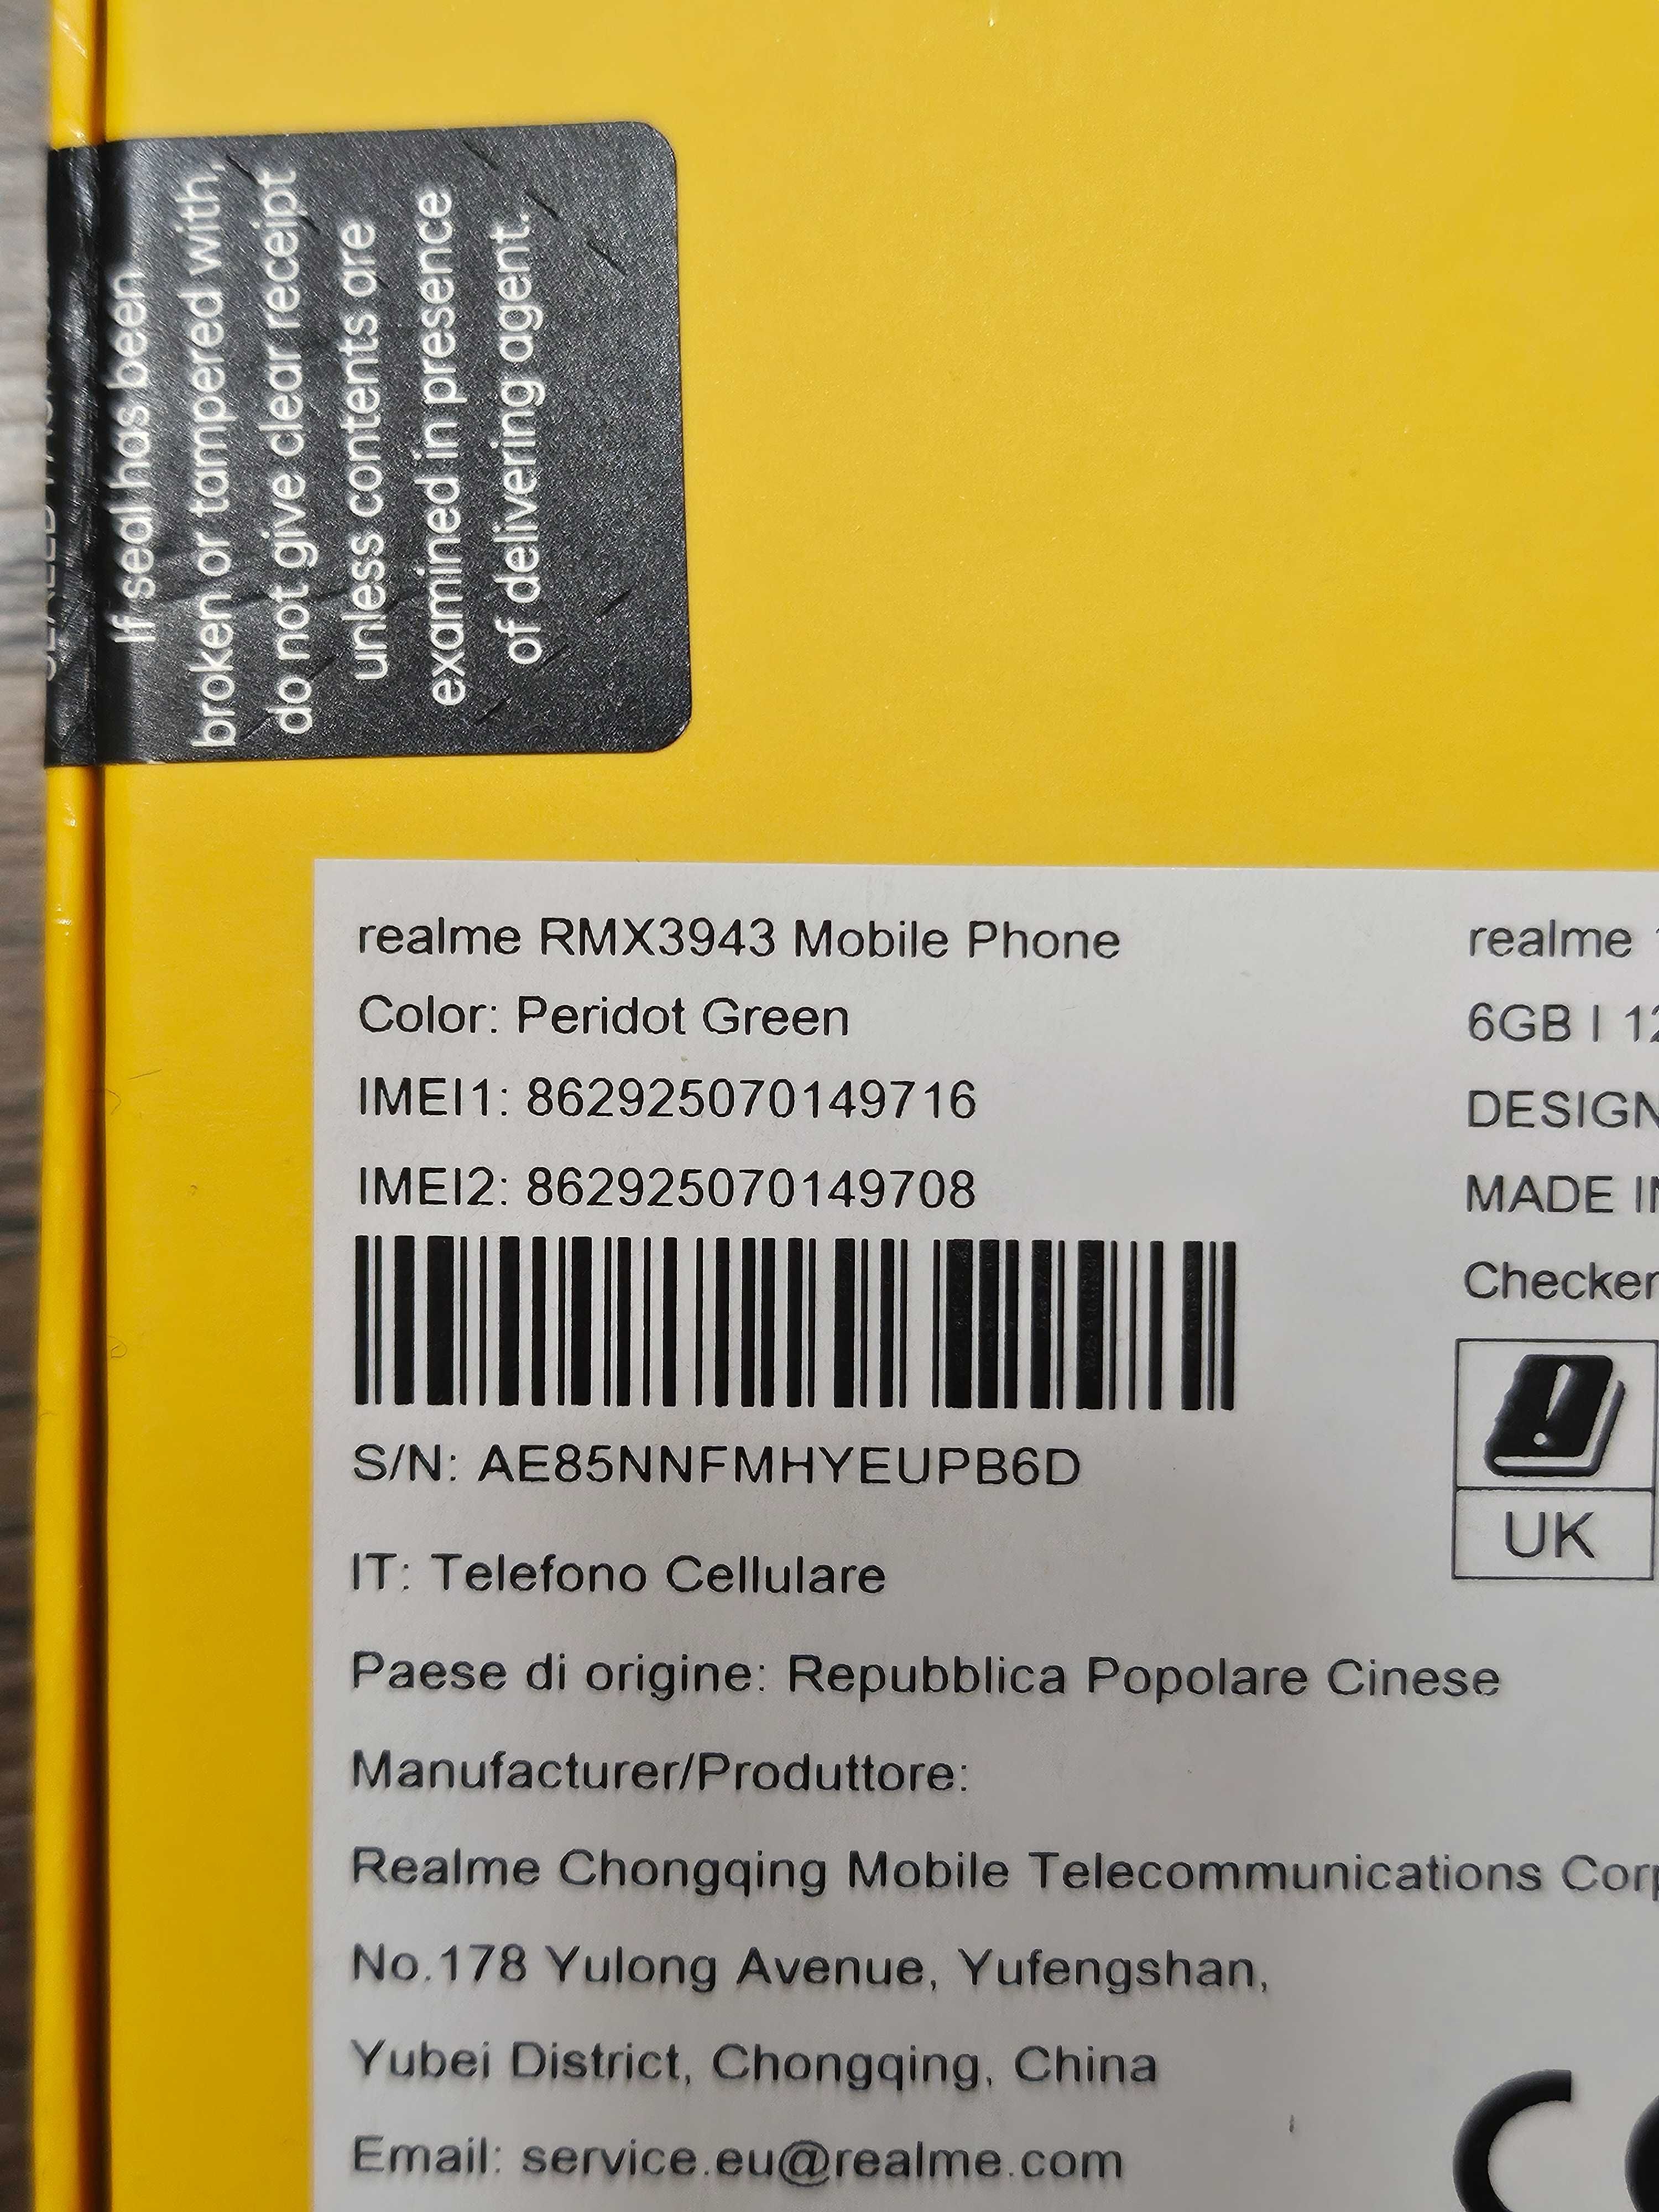 If seal has been
broken or tampered with,
do not give clear receipt
unless contents are
examined in presence
of delivering agent.
realme RMX3943 Mobile Phone
Color: Peridot Green
IMEI1: 862925070149716
IMEI2: 862925070149708
S/N: AE85NNFMHYEUPB6D
IT: Telefono Cellulare
Paese di origine: Repubblica Popolare Cinese
Manufacturer/Produttore:
Realme Chongqing Mobile Telecommunications Corp
No.178 Yulong Avenue, Yufengshan,
Yubei District, Chongqing, China
Email: service.eu@realme.com
realme
6GB | 12
DESIGN
MADE IN
Checker
UK